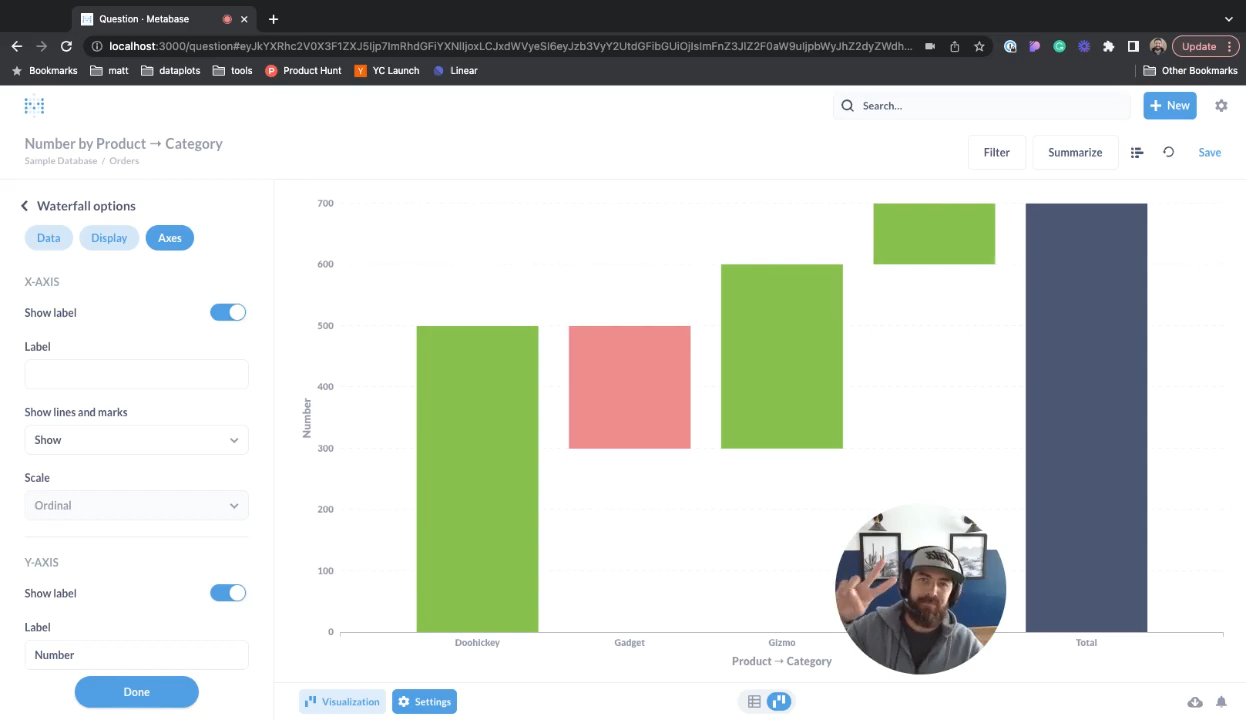 Question · Metabase
localhost:3000/question#eyJkYXRhc2V0X3F1ZXJ5Ijp7ImRhdGFiYXNlIjoxLCJxdWVyeSI6eyJzb3VyY2UtdGFibGUiOjIsImFnZ3JlZ2F0aW9uIjpbWyJhZ2dyZWdh...
Update
Bookmarks matt dataplots tools Product Hunt YC Launch Linear Other Bookmarks
Search...
New
Number by Product → Category
Sample Database / Orders
Filter
Summarize
Save
Waterfall options
Data
Display
Axes
X-AXIS
Show label
Label
Show lines and marks
Show
Scale
Ordinal
Y-AXIS
Show label
Label
Number
Done
700
600
500
400
300
200
100
0
Number
Doohickey
Gadget
Gizmo
Total
Product → Category
Visualization
Settings